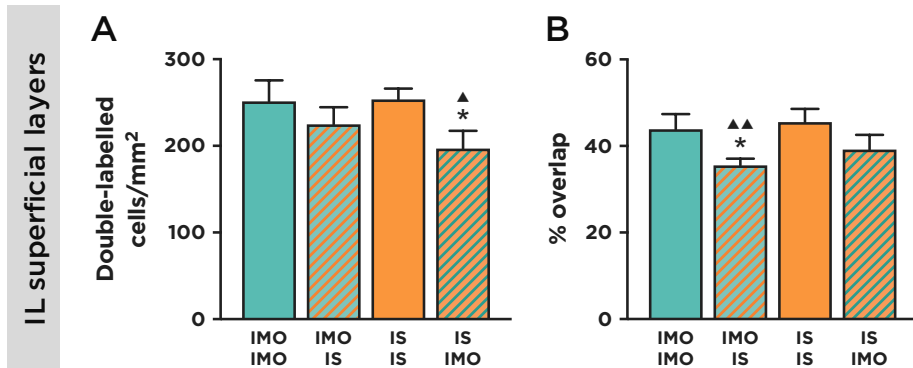 IL superficial layers
A
Double-labelled
cells/mm²
300
200
100
0
▲
*
IMO IMO IS IS
IMO IS IS IMO
B
% overlap
60
40
20
0
▲▲
*
IMO IMO IS IS
IMO IS IS IMO